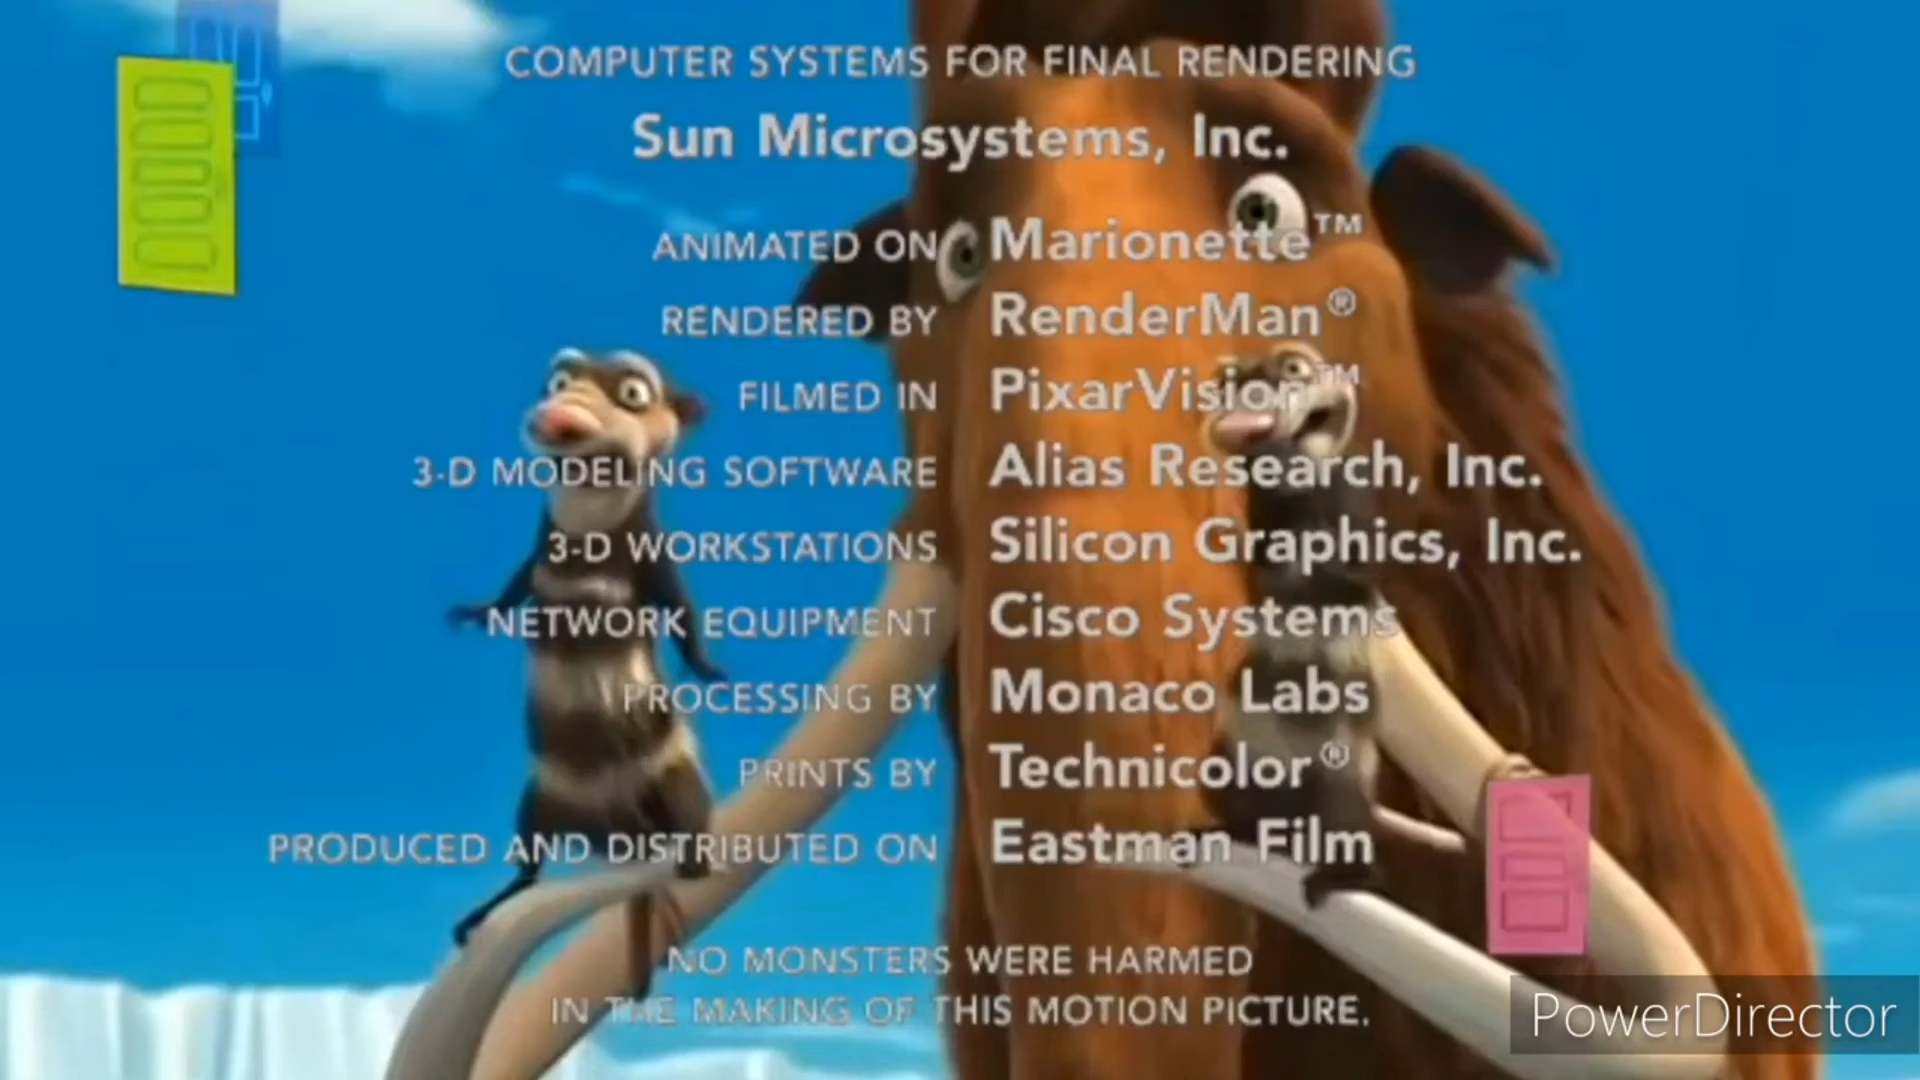 COMPUTER SYSTEMS FOR FINAL RENDERING
Sun Microsystems, Inc.
ANIMATED ON Marionette™
RENDERED BY RenderMan®
FILMED IN PixarVision™
3-D MODELING SOFTWARE Alias Research, Inc.
3-D WORKSTATIONS Silicon Graphics, Inc.
NETWORK EQUIPMENT Cisco Systems
PROCESSING BY Monaco Labs
PRINTS BY Technicolor®
PRODUCED AND DISTRIBUTED ON Eastman Film
NO MONSTERS WERE HARMED
IN THE MAKING OF THIS MOTION PICTURE.
PowerDirector